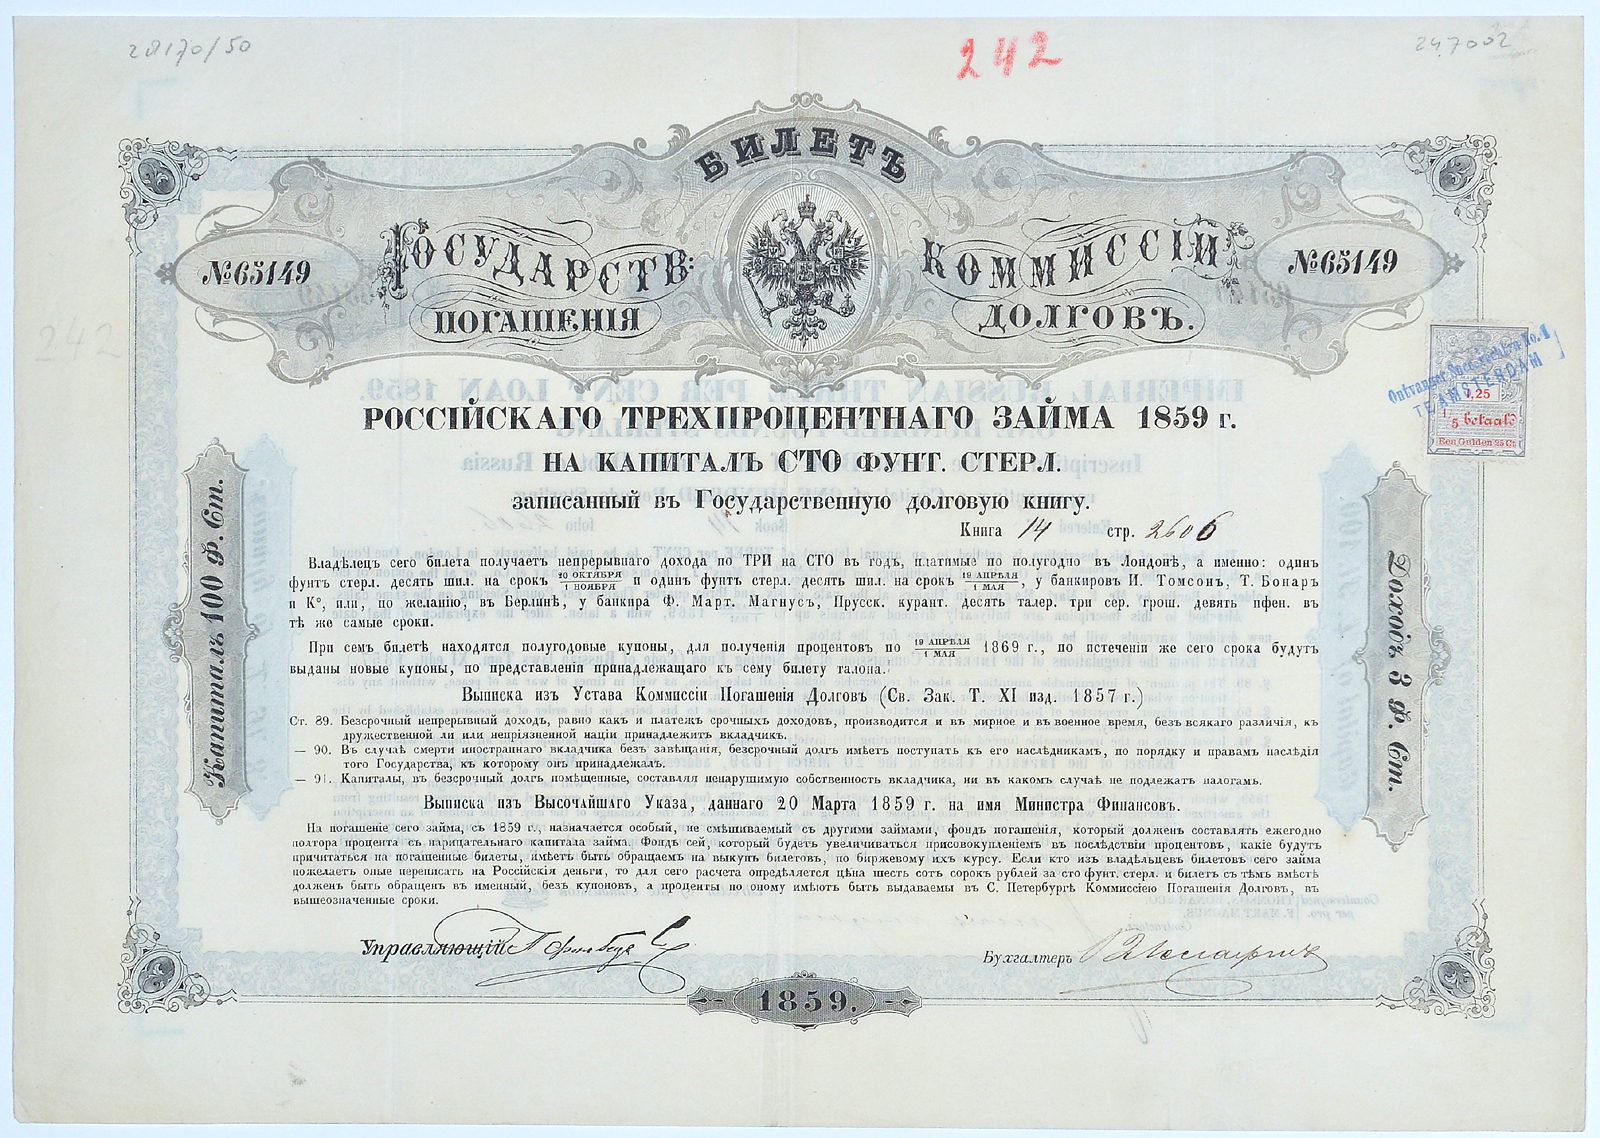 28170/50
242
247002
БИЛЕТЪ
№65149 ГОСУДАРСТВ: КОММИССІИ №65149
ПОГАШЕНІЯ ДОЛГОВЪ.
242
Ontvanger No. 1
TE AMSTERDAM
1,25
5 betaald
Een Gulden 25 Ct.
РОССІЙСКАГО ТРЕХПРОЦЕНТНАГО ЗАЙМА 1859 г.
НА КАПИТАЛЪ СТО ФУНТ. СТЕРЛ.
записанный въ Государственную долговую книгу.
Книга 14 стр. 2606
Капиталъ 100 Ф. Ст.
Доходъ 3 Ф. Ст.
Владѣлецъ сего билета получаетъ непрерывнаго дохода по ТРИ на СТО въ годъ, платимые по полугодно въ Лондонѣ, а именно: одинъ
фунтъ стерл. десять шил. на срокъ 20 ОКТЯБРЯ / 1 НОЯБРЯ и одинъ фунтъ стерл. десять шил. на срокъ 19 АПРѢЛЯ / 1 МАЯ, у банкировъ И. Томсонъ, Т. Бонаръ
и К°, или, по желанію, въ Берлинѣ, у банкира Ф. Март. Магнусъ, Прусск. курант. десять талер. три сер. грош. девять пфен. въ
тѣ же самые сроки.
При семъ билетѣ находятся полугодовые купоны, для полученія процентовъ по 19 АПРѢЛЯ / 1 МАЯ 1869 г., по истеченіи же сего срока будутъ
выданы новые купоны, по представленіи принадлежащаго къ сему билету талона.
Выписка изъ Устава Коммиссіи Погашенія Долговъ (Св. Зак. Т. XI изд. 1857 г.)
Ст. 89. Безсрочный непрерывный доходъ, равно какъ и платежъ срочныхъ доходовъ, производится и въ мирное и въ военное время, безъ всякаго различія, къ
дружественной ли или непріязненной націи принадлежитъ вкладчикъ.
— 90. Въ случаѣ смерти иностраннаго вкладчика безъ завѣщанія, безсрочный долгъ имѣетъ поступать къ его наслѣдникамъ, по порядку и правамъ наслѣдія
того Государства, къ которому онъ принадлежалъ.
— 91. Капиталы, въ безсрочный долгъ помѣщенные, составляя ненарушимую собственность вкладчика, ни въ какомъ случаѣ не подлежатъ налогамъ.
Выписка изъ Высочайшаго Указа, даннаго 20 Марта 1859 г. на имя Министра Финансовъ.
На погашеніе сего займа, съ 1859 г., назначается особый, не смѣшиваемый съ другими займами, фондъ погашенія, который долженъ составлять ежегодно
полтора процента съ нарицательнаго капитала займа. Фондъ сей, который будетъ увеличиваться присовокупленіемъ въ послѣдствіи процентовъ, какіе будутъ
причитаться на погашенные билеты, имѣетъ быть обращаемъ на выкупъ билетовъ, по биржевому ихъ курсу. Если кто изъ владѣльцевъ билетовъ сего займа
пожелаетъ оные переписать на Россійскія деньги, то для сего расчета опредѣляется цѣна шесть сотъ сорокъ рублей за сто фунт. стерл. и билетъ съ тѣмъ вмѣстѣ
долженъ быть обращенъ въ именный, безъ купоновъ, а проценты по оному имѣютъ быть выдаваемы въ С. Петербургѣ Коммиссіею Погашенія Долговъ, въ
вышеозначенные сроки.
Управляющій
Бухгалтеръ
1859.